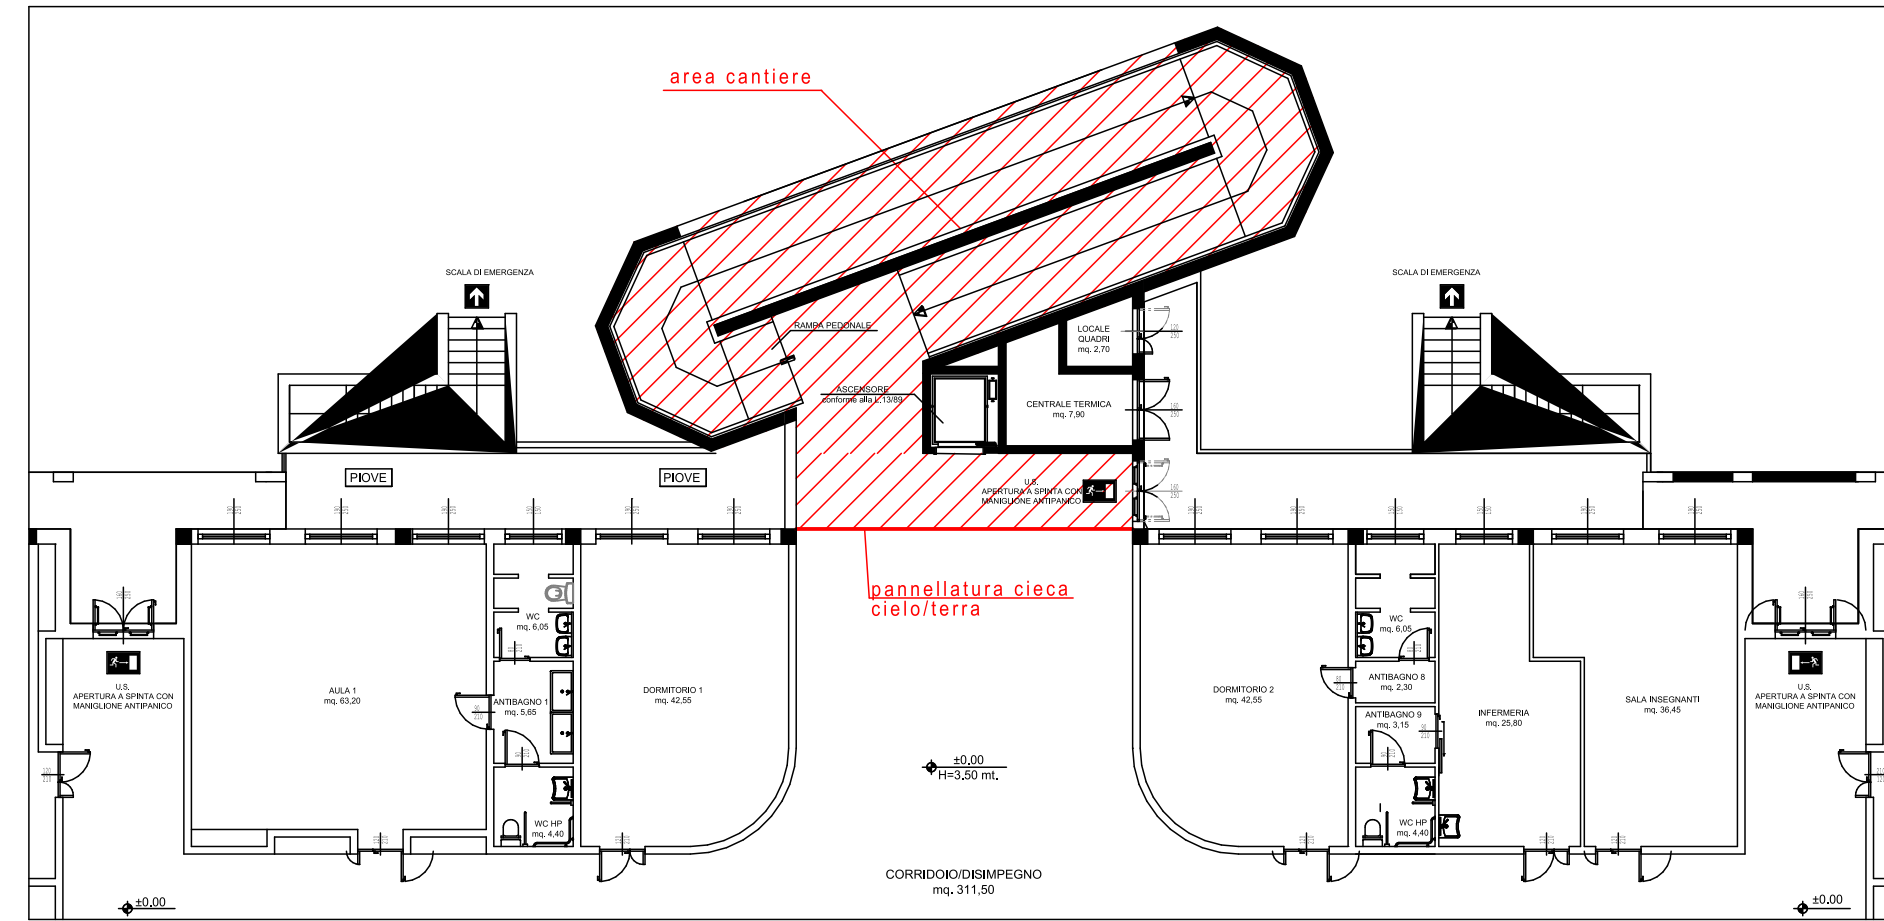 area cantiere
SCALA DI EMERGENZA
SCALA DI EMERGENZA
RAMPA PEDONALE
LOCALE
QUADRI
mq. 2,70
120
250
ASCENSORE
conforme alla L.13/89
CENTRALE TERMICA
mq. 7,90
160
250
PIOVE
PIOVE
U.S.
APERTURA A SPINTA CON
MANIGLIONE ANTIPANICO
160
250
pannellatura cieca
cielo/terra
WC
mq. 6,05
WC
mq. 6,05
U.S.
APERTURA A SPINTA CON
MANIGLIONE ANTIPANICO
AULA 1
mq. 63,20
ANTIBAGNO 1
mq. 5,65
DORMITORIO 1
mq. 42,55
DORMITORIO 2
mq. 42,55
ANTIBAGNO 8
mq. 2,30
ANTIBAGNO 9
mq. 3,15
INFERMERIA
mq. 25,80
SALA INSEGNANTI
mq. 36,45
U.S.
APERTURA A SPINTA CON
MANIGLIONE ANTIPANICO
±0.00
H=3.50 mt.
WC HP
mq. 4,40
WC HP
mq. 4,40
CORRIDOIO/DISIMPEGNO
mq. 311,50
±0.00
±0.00